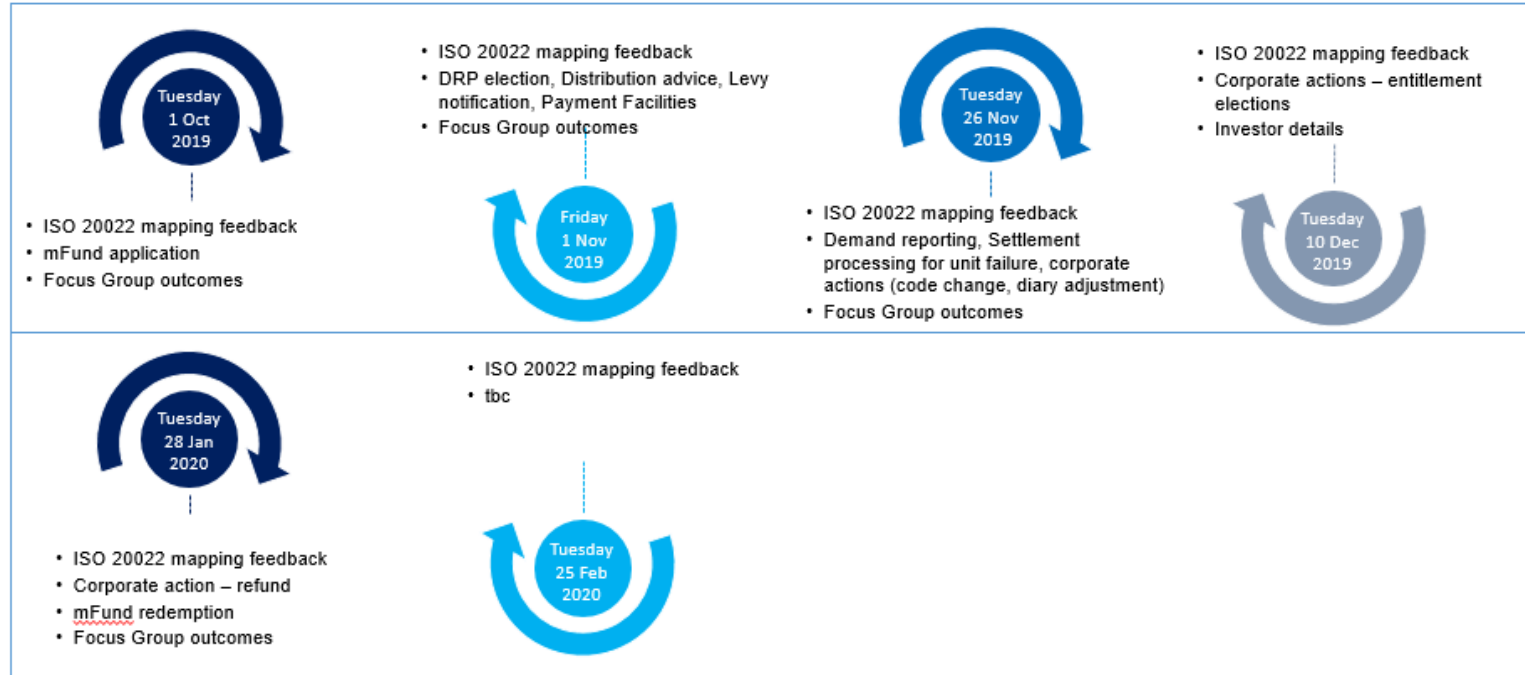 Tuesday
1 Oct
2019
• ISO 20022 mapping feedback
• mFund application
• Focus Group outcomes
• ISO 20022 mapping feedback
• DRP election, Distribution advice, Levy
notification, Payment Facilities
• Focus Group outcomes
Friday
1 Nov
2019
Tuesday
26 Nov
2019
• ISO 20022 mapping feedback
• Demand reporting, Settlement
processing for unit failure, corporate
actions (code change, diary adjustment)
• Focus Group outcomes
• ISO 20022 mapping feedback
• Corporate actions – entitlement
elections
• Investor details
Tuesday
10 Dec
2019
Tuesday
28 Jan
2020
• ISO 20022 mapping feedback
• Corporate action – refund
• mFund redemption
• Focus Group outcomes
• ISO 20022 mapping feedback
• tbc
Tuesday
25 Feb
2020